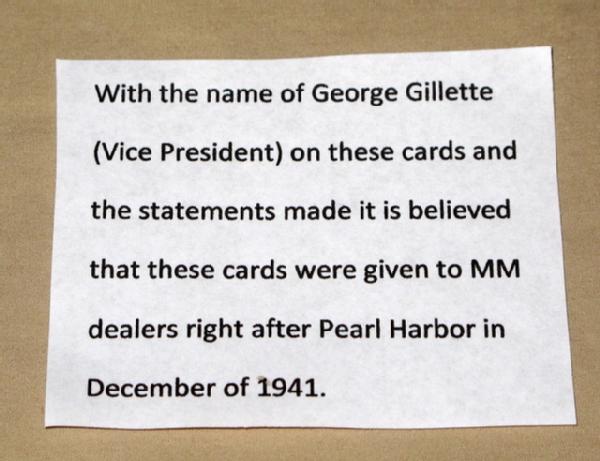 With the name of George Gillette
(Vice President) on these cards and
the statements made it is believed
that these cards were given to MM
dealers right after Pearl Harbor in
December of 1941.